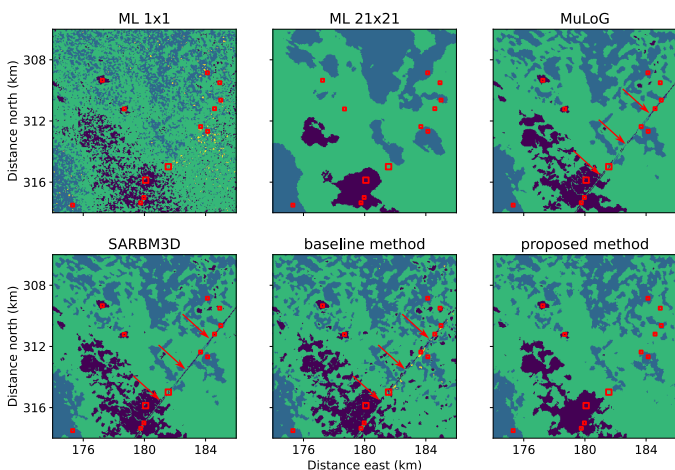 ML 1x1
ML 21x21
MuLoG
308
312
316
Distance north (km)
SARBM3D
baseline method
proposed method
308
312
316
Distance north (km)
176
180
184
176
180
184
176
180
184
Distance east (km)